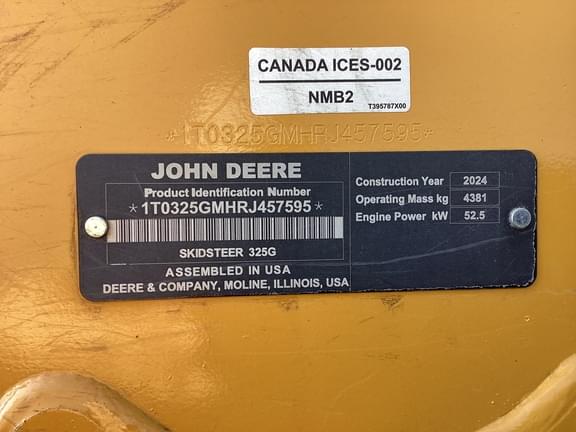 CANADA ICES-002
NMB2
T395787X00
*1T0325GMHRJ457595*
JOHN DEERE
Product Identification Number
*1T0325GMHRJ457595*
SKIDSTEER 325G
ASSEMBLED IN USA
DEERE & COMPANY, MOLINE, ILLINOIS, USA
Construction Year 2024
Operating Mass kg 4381
Engine Power kW 52.5